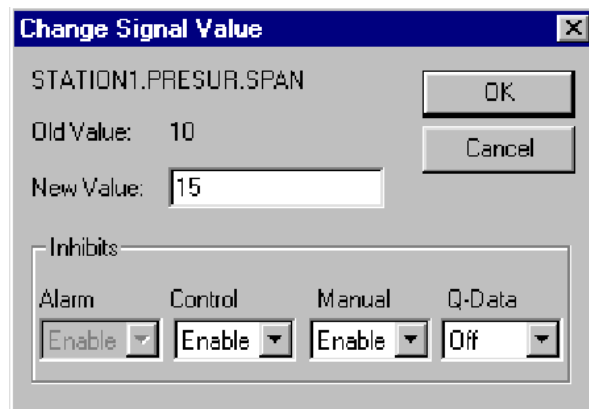 Change Signal Value
STATION1.PRESUR.SPAN
OK
Old Value: 10
Cancel
New Value: 15
Inhibits
Alarm Control Manual Q-Data
Enable Enable Enable Off